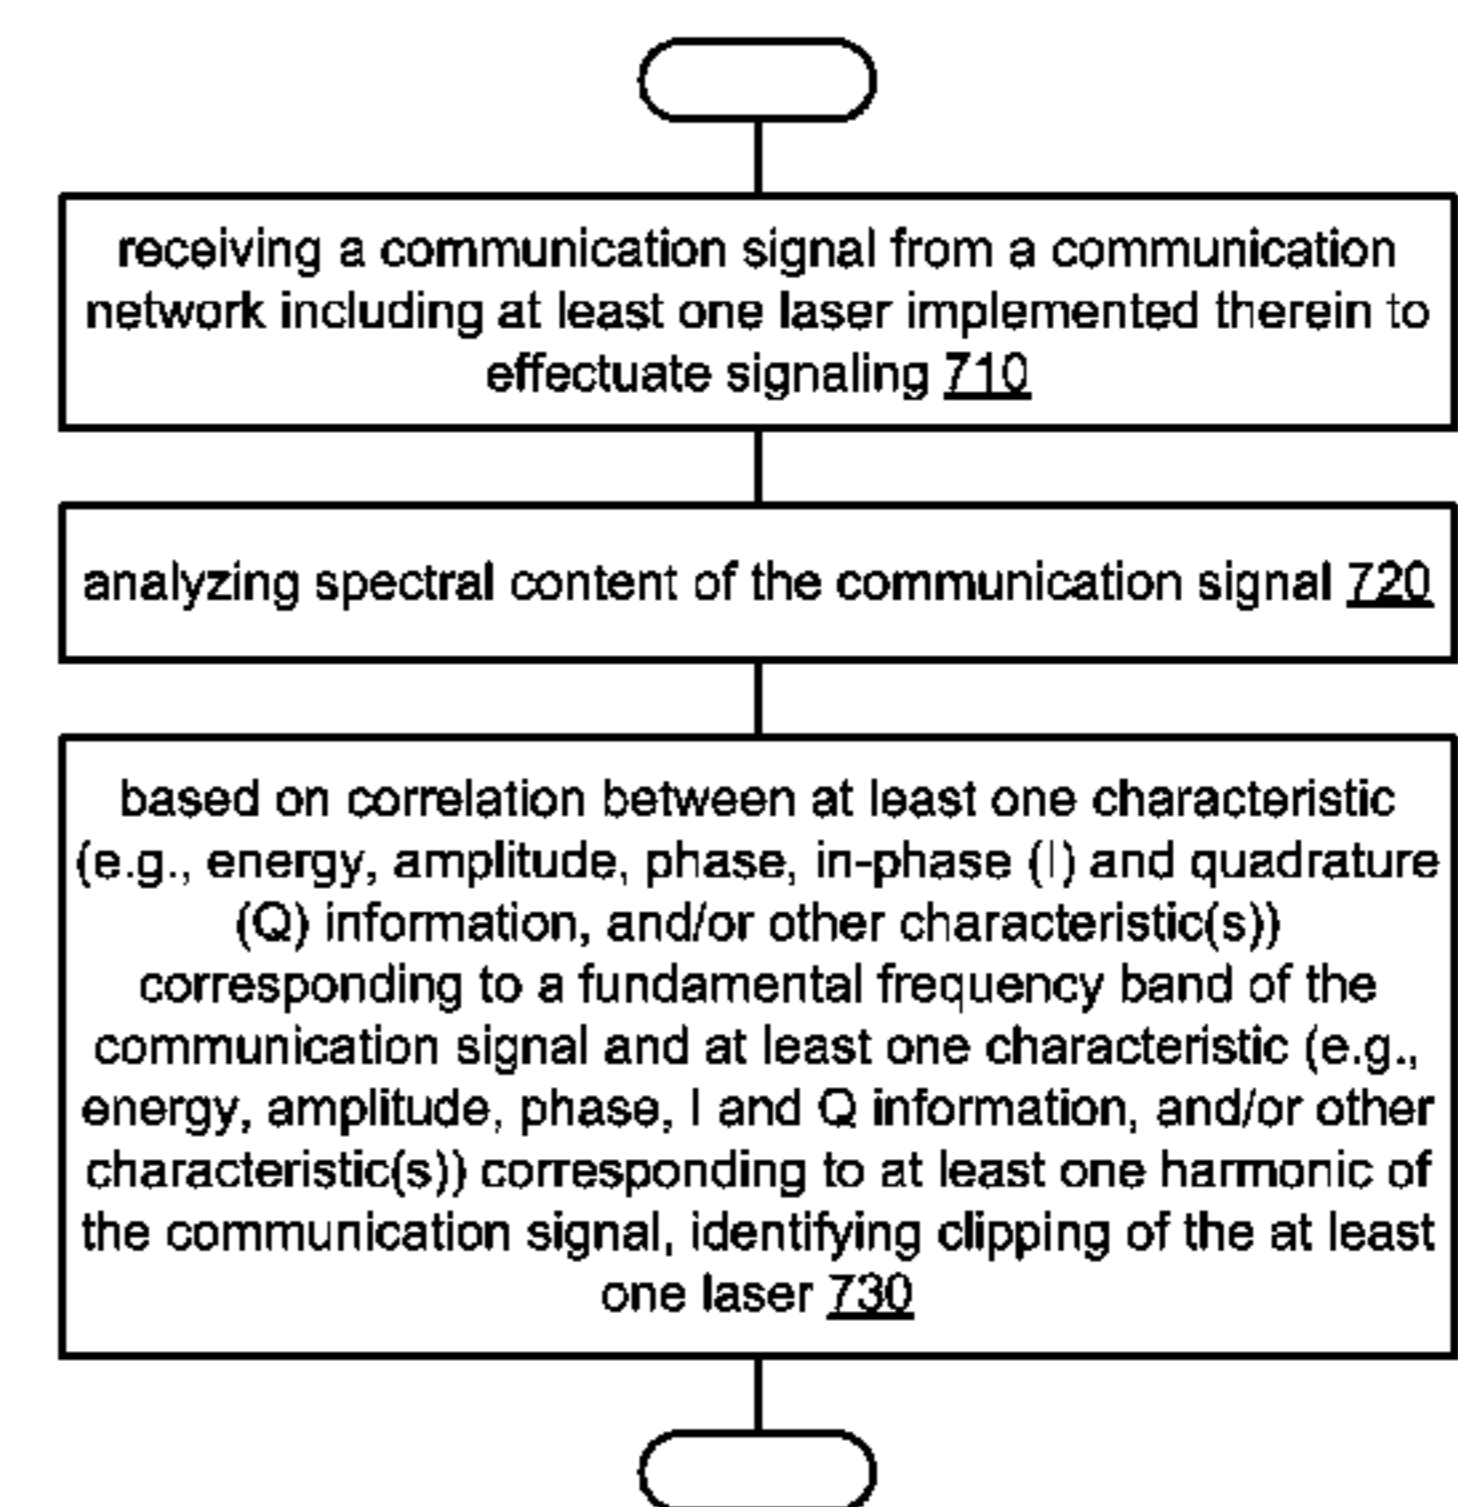 receiving a communication signal from a communication
network including at least one laser implemented therein to
effectuate signaling 710
analyzing spectral content of the communication signal 720
based on correlation between at least one characteristic
(e.g., energy, amplitude, phase, in-phase (I) and quadrature
(Q) information, and/or other characteristic(s))
corresponding to a fundamental frequency band of the
communication signal and at least one characteristic (e.g.,
energy, amplitude, phase, I and Q information, and/or other
characteristic(s)) corresponding to at least one harmonic of
the communication signal, identifying clipping of the at least
one laser 730